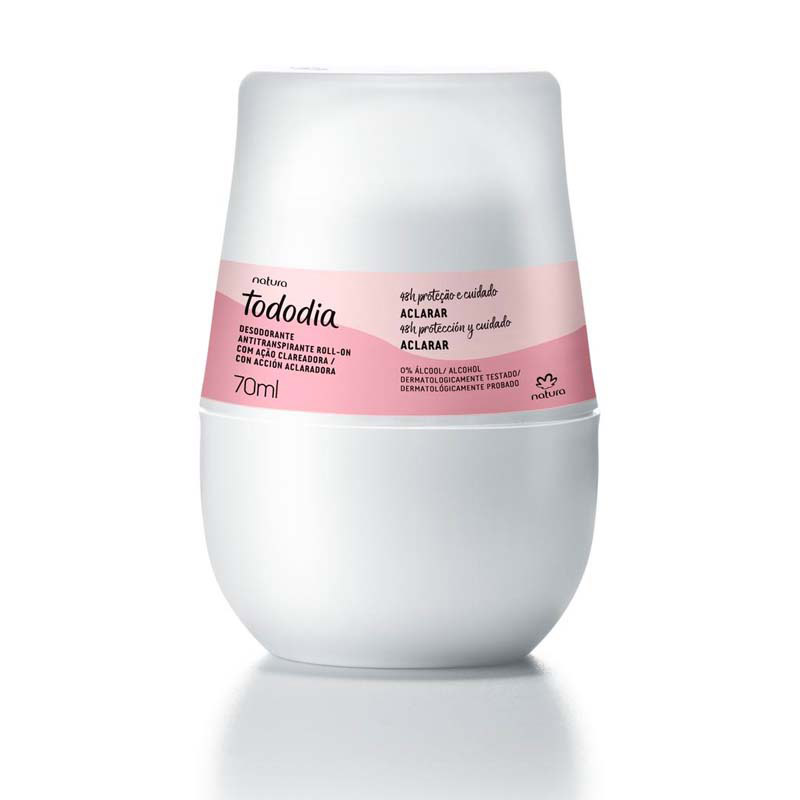 natura
tododia
DESODORANTE
ANTITRANSPIRANTE ROLL-ON
COM AÇÃO CLAREADORA /
CON ACCIÓN ACLARADORA
70ml
48h proteção e cuidado
ACLARAR
48h protección y cuidado
ACLARAR
0% ÁLCOOL/ ALCOHOL
DERMATOLOGICAMENTE TESTADO/
DERMATOLÓGICAMENTE PROBADO
natura